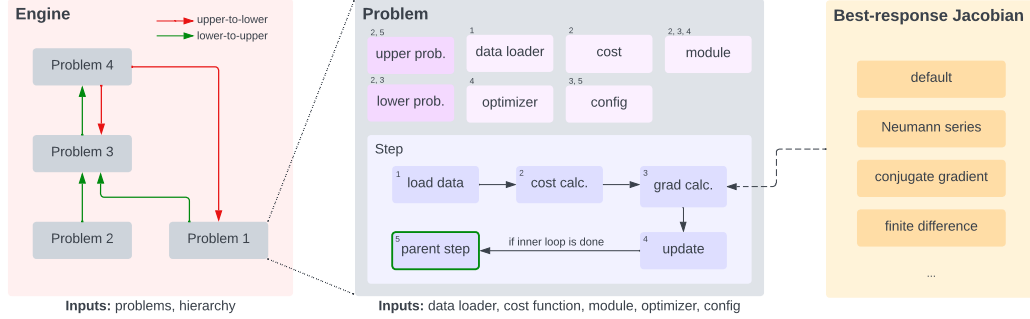 Engine
upper-to-lower
lower-to-upper
Problem 4
Problem 3
Problem 2
Problem 1
Inputs: problems, hierarchy
Problem
2, 5
upper prob.
1
data loader
2
cost
2, 3, 4
module
2, 3
lower prob.
4
optimizer
3, 5
config
Step
1
load data
2
cost calc.
3
grad calc.
5
parent step
if inner loop is done
4
update
Inputs: data loader, cost function, module, optimizer, config
Best-response Jacobian
default
Neumann series
conjugate gradient
finite difference
...